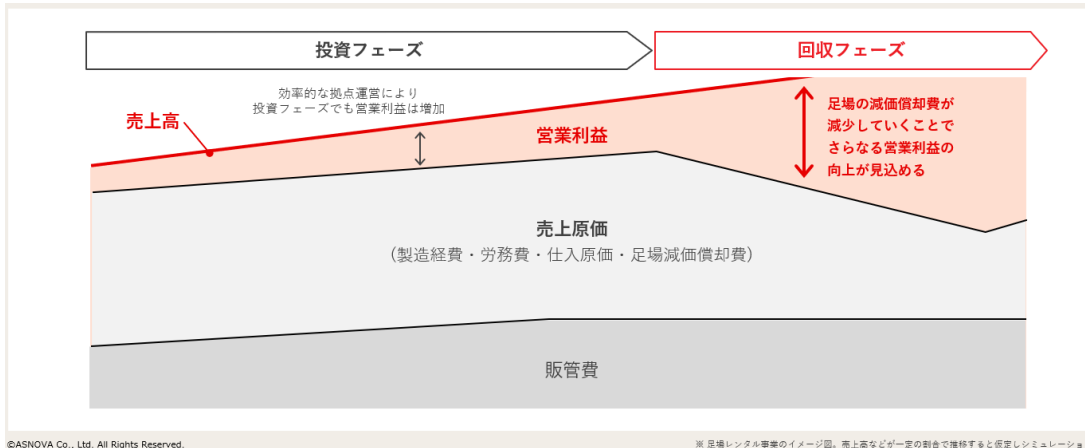 投資フェーズ
回収フェーズ
効率的な拠点運営により
投資フェーズでも営業利益は増加
売上高
営業利益
足場の減価償却費が
減少していくことで
さらなる営業利益の
向上が見込める
売上原価
（製造経費・労務費・仕入原価・足場減価償却費）
販管費
©ASNOVA Co., Ltd. All Rights Reserved.
※ 足場レンタル事業のイメージ図。売上高などが一定の割合で推移すると仮定しシミュレーショ